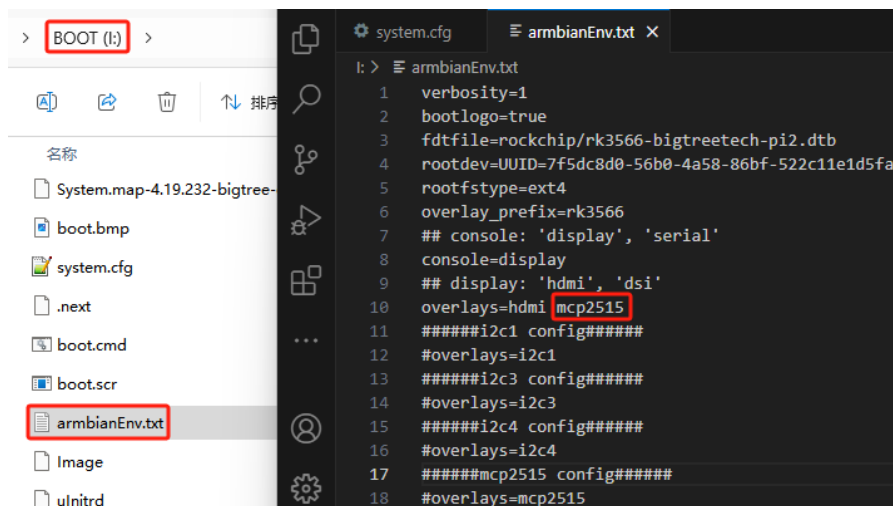 BOOT (I:)
排序
名称
System.map-4.19.232-bigtree-
boot.bmp
system.cfg
.next
boot.cmd
boot.scr
armbianEnv.txt
Image
uInitrd
system.cfg
armbianEnv.txt
I: > armbianEnv.txt
1 verbosity=1
2 bootlogo=true
3 fdtfile=rockchip/rk3566-bigtreetech-pi2.dtb
4 rootdev=UUID=7f5dc8d0-56b0-4a58-86bf-522c11e1d5fa
5 rootfstype=ext4
6 overlay_prefix=rk3566
7 ## console: 'display', 'serial'
8 console=display
9 ## display: 'hdmi', 'dsi'
10 overlays=hdmi mcp2515
11 ######i2c1 config######
12 #overlays=i2c1
13 ######i2c3 config######
14 #overlays=i2c3
15 ######i2c4 config######
16 #overlays=i2c4
17 ######mcp2515 config######
18 #overlays=mcp2515